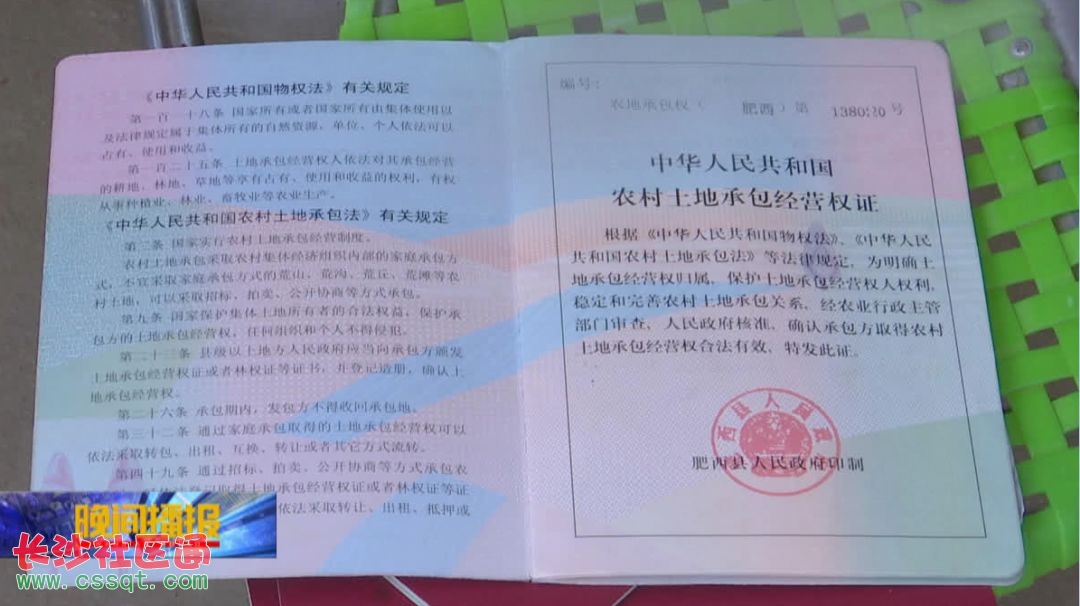 《中华人民共和国物权法》有关规定
第一百一十八条 国家所有或者国家所有由集体使用以
及法律规定属于集体所有的自然资源，单位、个人依法可以
占有、使用和收益。
第一百二十五条 土地承包经营权人依法对其承包经营
的耕地、林地、草地等享有占有、使用和收益的权利，有权
从事种植业、林业、畜牧业等农业生产。
《中华人民共和国农村土地承包法》有关规定
第三条 国家实行农村土地承包经营制度。
农村土地承包采取农村集体经济组织内部的家庭承包方
式，不宜采取家庭承包方式的荒山、荒沟、荒丘、荒滩等农
村土地，可以采取招标、拍卖、公开协商等方式承包。
第九条 国家保护集体土地所有者的合法权益，保护承
包方的土地承包经营权，任何组织和个人不得侵犯。
第二十三条 县级以上地方人民政府应当向承包方颁发
土地承包经营权证或者林权证等证书，并登记造册，确认土
地承包经营权。
第二十六条 承包期内，发包方不得收回承包地。
第三十二条 通过家庭承包取得的土地承包经营权可以
依法采取转包、出租、互换、转让或者其它方式流转。
第四十九条 通过招标、拍卖、公开协商等方式承包农
登记取得土地承包经营权证或者林权证等证
依法采取转让、出租、抵押或
编号：
农地承包权（ 肥西）第 1380120 号
中华人民共和国
农村土地承包经营权证
根据《中华人民共和国物权法》、《中华人民
共和国农村土地承包法》等法律规定，为明确土
地承包经营权归属，保护土地承包经营权人权利，
稳定和完善农村土地承包关系，经农业行政主管
部门审查，人民政府核准，确认承包方取得农村
土地承包经营权合法有效，特发此证。
肥西县人民政府
肥西县人民政府印制
晚间播报
长沙社区通
www.cssqt.com